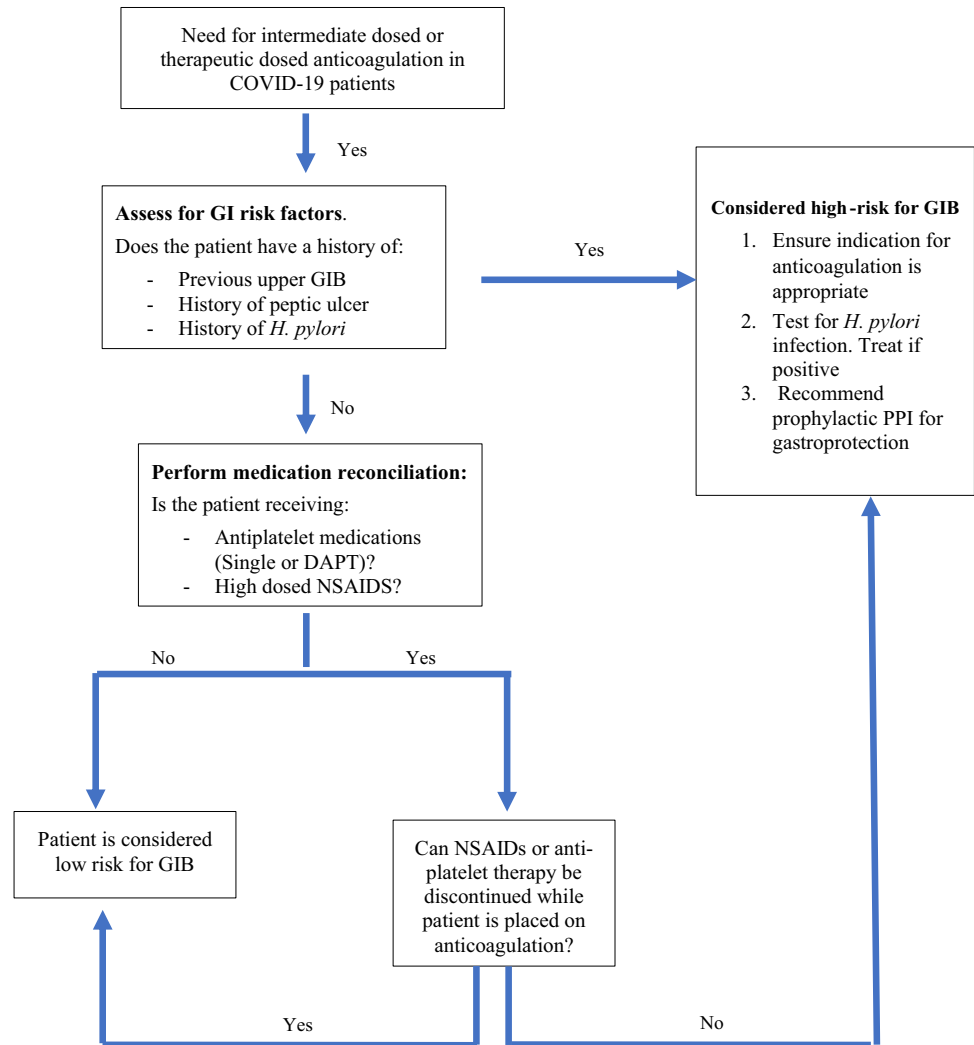 Need for intermediate dosed or
therapeutic dosed anticoagulation in
COVID-19 patients
Yes
Assess for GI risk factors.
Does the patient have a history of:
- Previous upper GIB
- History of peptic ulcer
- History of H. pylori
Yes
Considered high-risk for GIB
1. Ensure indication for
anticoagulation is
appropriate
2. Test for H. pylori
infection. Treat if
positive
3. Recommend
prophylactic PPI for
gastroprotection
No
Perform medication reconciliation:
Is the patient receiving:
- Antiplatelet medications
(Single or DAPT)?
- High dosed NSAIDS?
No
Yes
Patient is considered
low risk for GIB
Can NSAIDs or anti-
platelet therapy be
discontinued while
patient is placed on
anticoagulation?
Yes
No